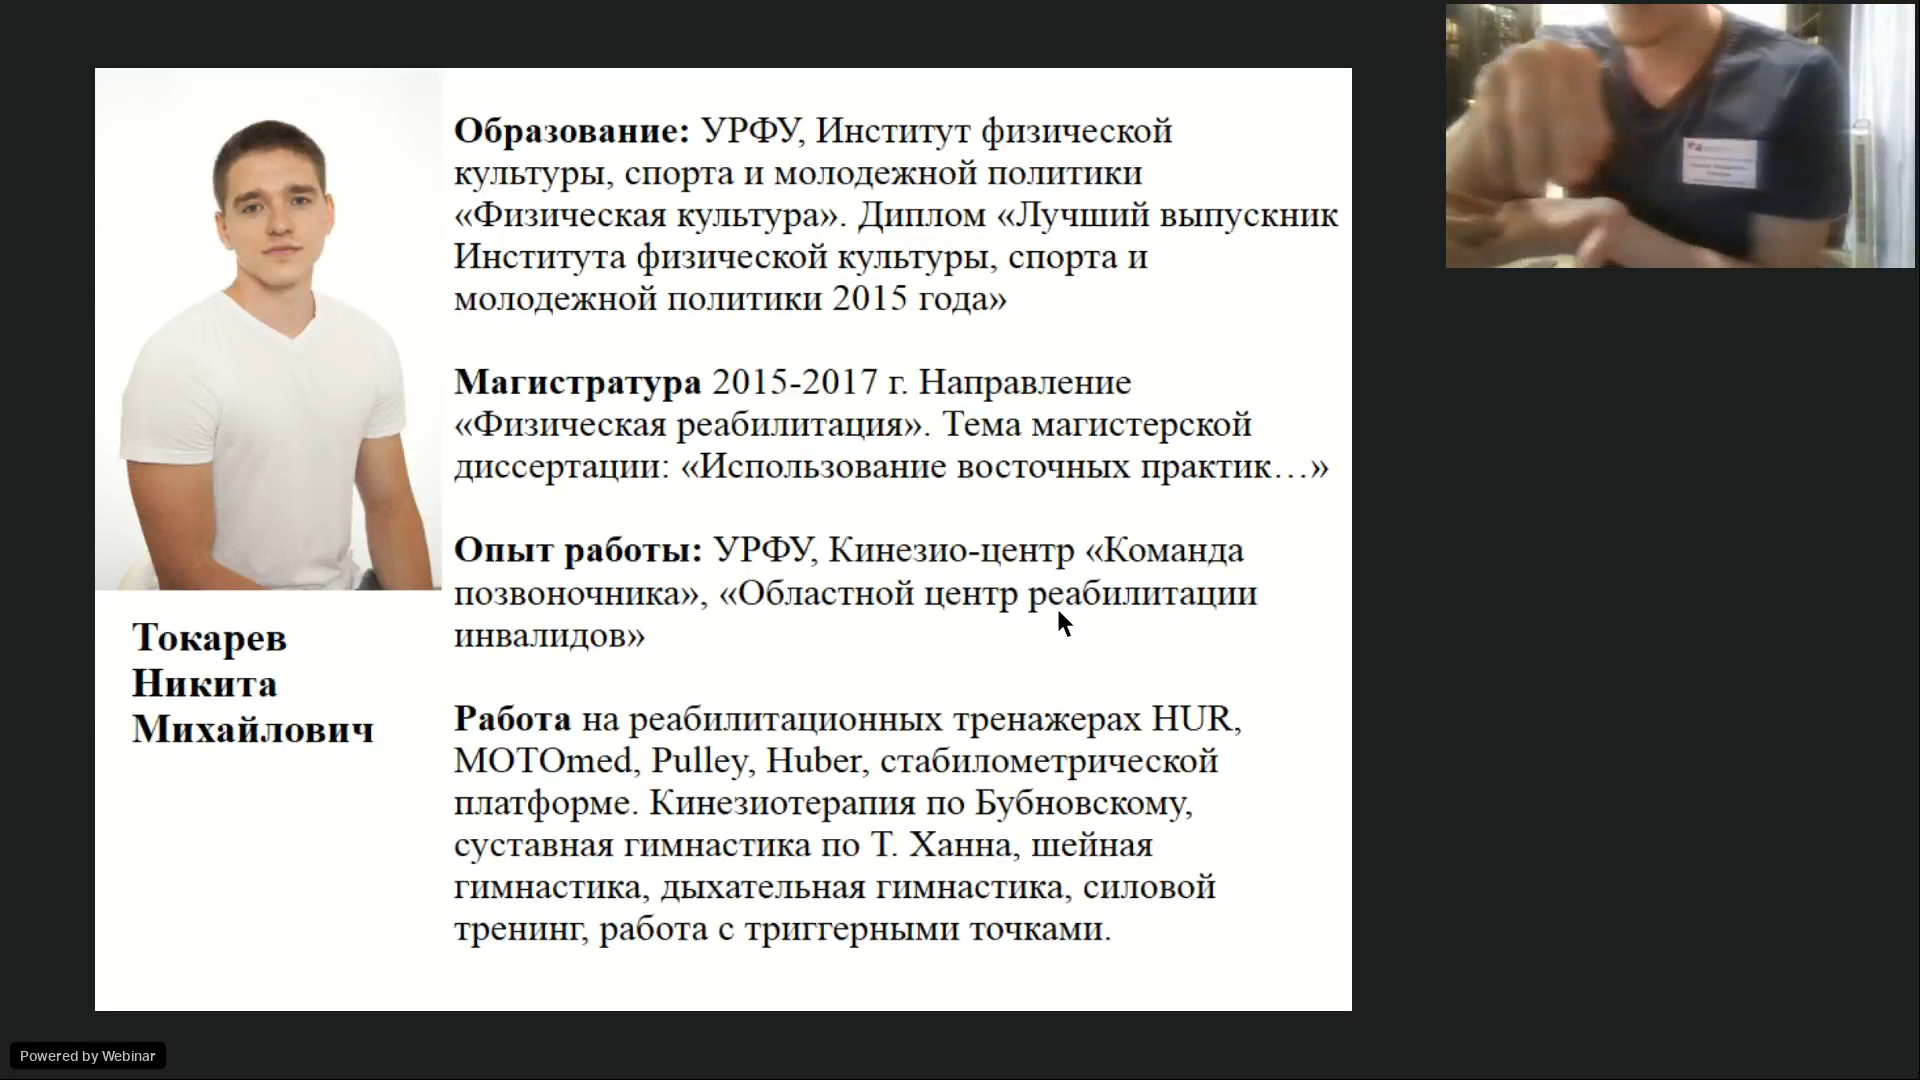 Образование: УРФУ, Институт физической
культуры, спорта и молодежной политики
«Физическая культура». Диплом «Лучший выпускник
Института физической культуры, спорта и
молодежной политики 2015 года»
Магистратура 2015-2017 г. Направление
«Физическая реабилитация». Тема магистерской
диссертации: «Использование восточных практик…»
Опыт работы: УРФУ, Кинезио-центр «Команда
позвоночника», «Областной центр реабилитации
инвалидов»
Работа на реабилитационных тренажерах HUR,
MOTOmed, Pulley, Huber, стабилометрической
платформе. Кинезиотерапия по Бубновскому,
суставная гимнастика по Т. Ханна, шейная
гимнастика, дыхательная гимнастика, силовой
тренинг, работа с триггерными точками.
Токарев
Никита
Михайлович
Powered by Webinar